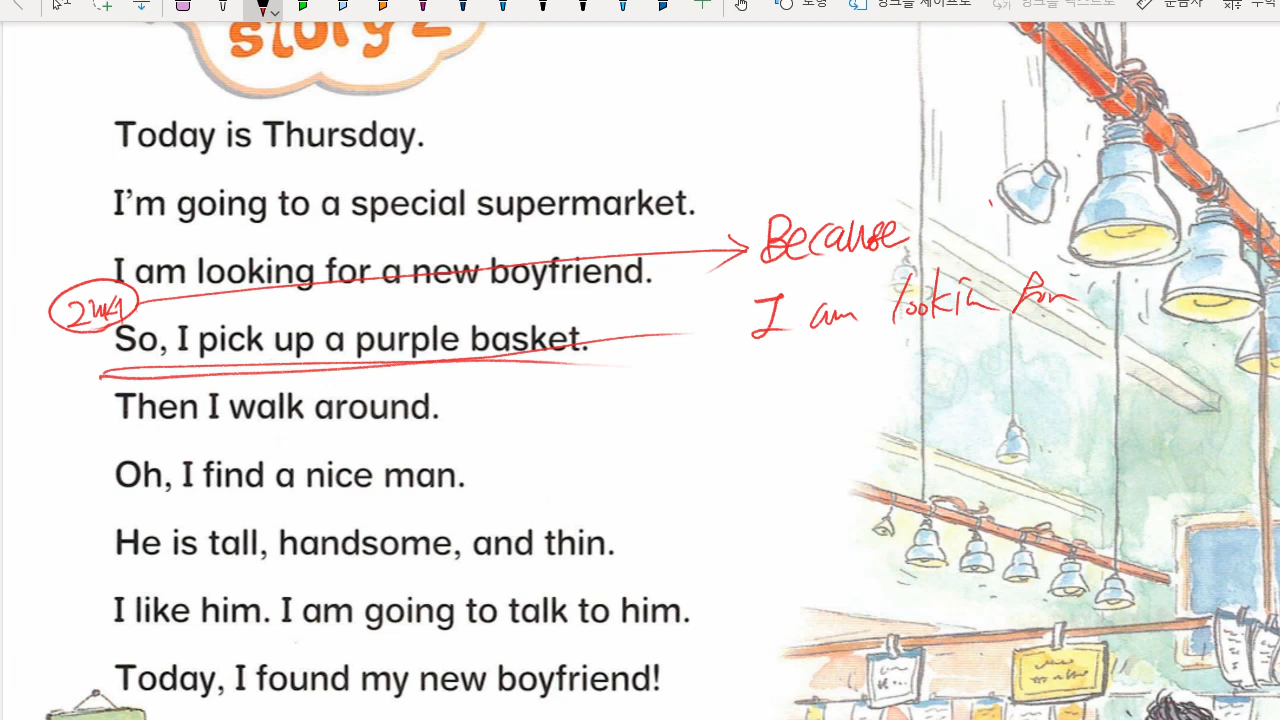 story 2
Today is Thursday.
I'm going to a special supermarket.
I am looking for a new boyfriend.
So, I pick up a purple basket.
Then I walk around.
Oh, I find a nice man.
He is tall, handsome, and thin.
I like him. I am going to talk to him.
Today, I found my new boyfriend!
Because
I am lookin for